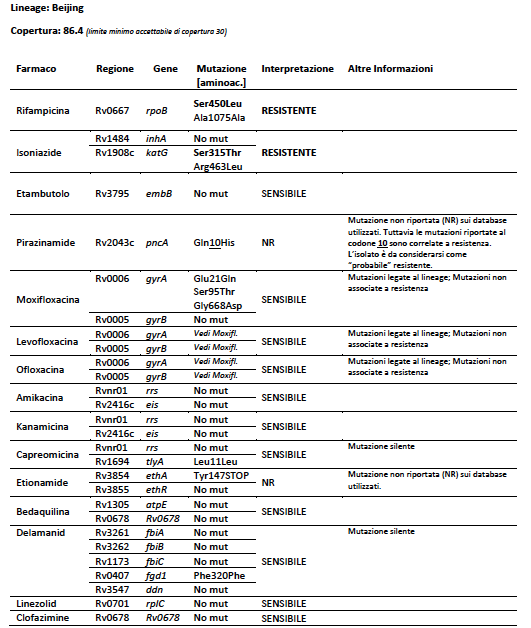 Lineage: Beijing
Copertura: 86.4 (limite minimo accettabile di copertura 30)
Farmaco Regione Gene Mutazione [aminoac.] Interpretazione Altre Informazioni
Rifampicina Rv0667 rpoB Ser450Leu RESISTENTE
Ala1075Ala
Rv1484 inhA No mut
Isoniazide Rv1908c katG Ser315Thr RESISTENTE
Arg463Leu
Etambutolo Rv3795 embB No mut SENSIBILE
Pirazinamide Rv2043c pncA Gln10His NR
Mutazione non riportata (NR) sui database
utilizzati. Tuttavia le mutazioni riportate al
codone 10 sono correlate a resistenza.
L'isolato è da considerarsi come
"probabile" resistente.
Moxifloxacina Rv0006 gyrA Glu21Gln SENSIBILE
Ser95Thr
Gly668Asp
Mutazioni legate al lineage; Mutazioni non
associate a resistenza
Rv0005 gyrB No mut
Levofloxacina Rv0006 gyrA Vedi Moxifl. SENSIBILE
Rv0005 gyrB Vedi Moxifl.
Mutazioni legate al lineage; Mutazioni non
associate a resistenza
Ofloxacina Rv0006 gyrA Vedi Moxifl. SENSIBILE
Rv0005 gyrB Vedi Moxifl.
Mutazioni legate al lineage; Mutazioni non
associate a resistenza
Amikacina Rvnr01 rrs No mut SENSIBILE
Rv2416c eis No mut
Kanamicina Rvnr01 rrs No mut SENSIBILE
Rv2416c eis No mut
Capreomicina Rvnr01 rrs No mut SENSIBILE Mutazione silente
Rv1694 tlyA Leu11Leu
Etionamide Rv3854 ethA Tyr147STOP NR
Rv3855 ethR No mut
Mutazione non riportata (NR) sui database
utilizzati.
Bedaquilina Rv1305 atpE No mut SENSIBILE
Rv0678 Rv0678 No mut
Delamanid Rv3261 fbiA No mut SENSIBILE Mutazione silente
Rv3262 fbiB No mut
Rv1173 fbiC No mut
Rv0407 fgd1 Phe320Phe
Rv3547 ddn No mut
Linezolid Rv0701 rplC No mut SENSIBILE
Clofazimine Rv0678 Rv0678 No mut SENSIBILE